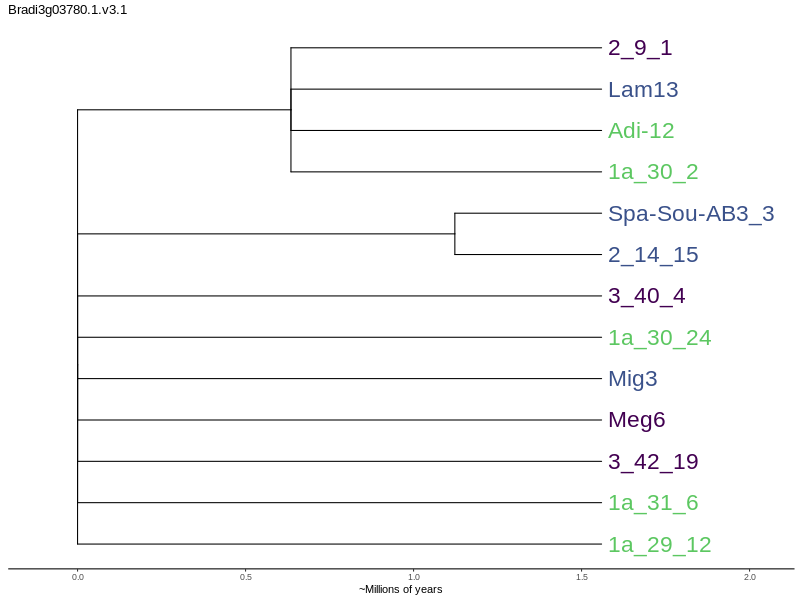 Bradi3g03780.1.v3.1
2_9_1
Lam13
Adi-12
1a_30_2
Spa-Sou-AB3_3
2_14_15
3_40_4
1a_30_24
Mig3
Meg6
3_42_19
1a_31_6
1a_29_12
0.0 0.5 1.0 1.5 2.0
~Millions of years